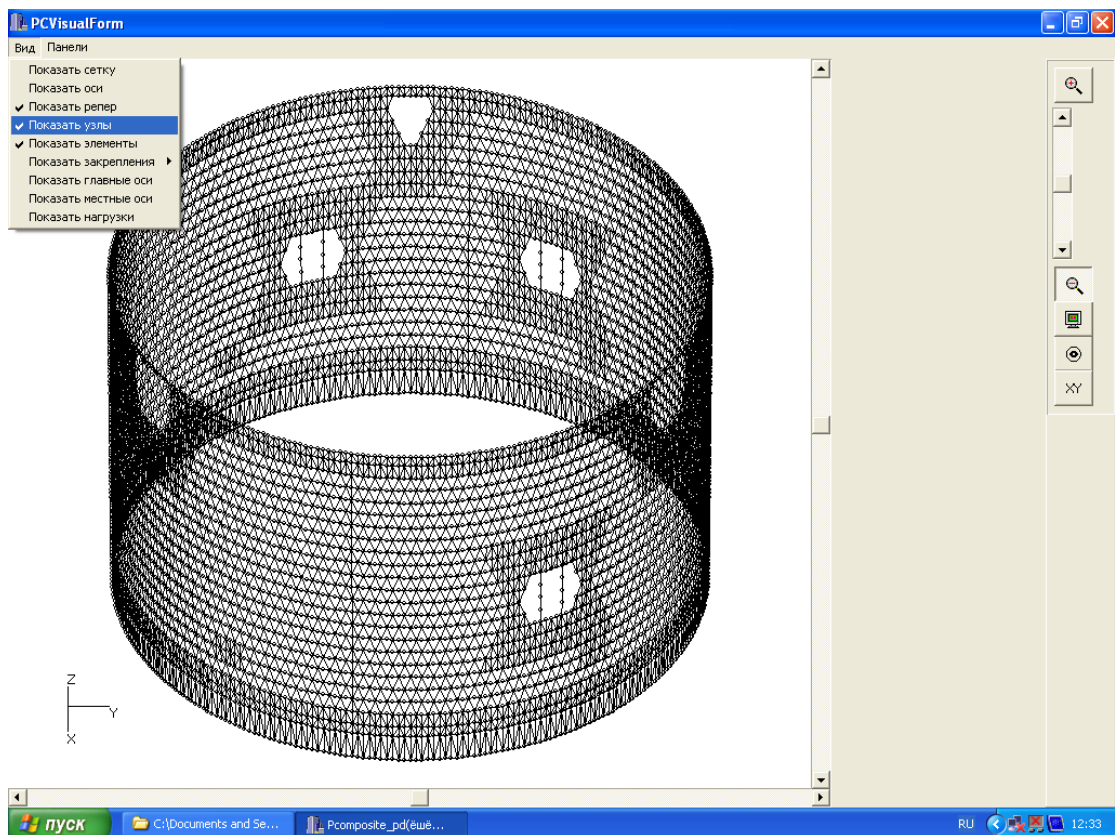 PCVisualForm
Вид Панели
Показать сетку
Показать оси
Показать репер
Показать узлы
Показать элементы
Показать закрепления
Показать главные оси
Показать местные оси
Показать нагрузки
XY
Z
Y
X
пуск C:\Documents and Se... Pcomposite_pd(ёшё... RU 12:33